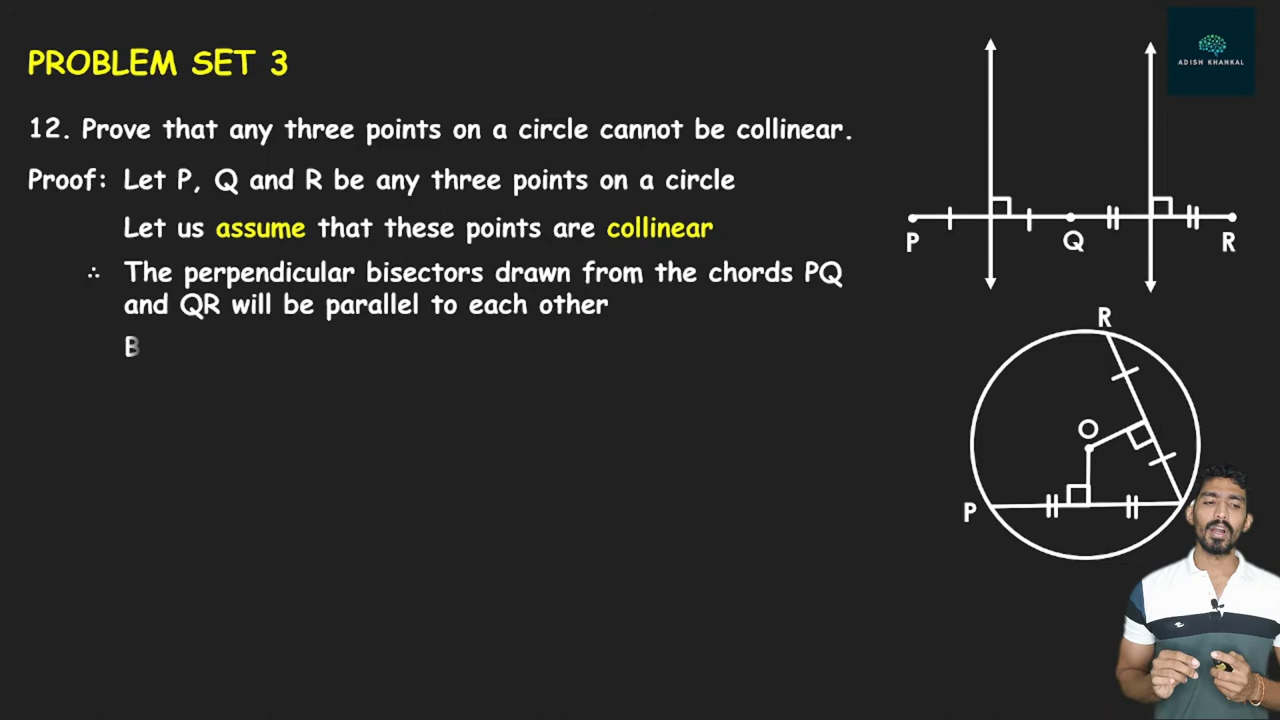 PROBLEM SET 3
ADISH KHANKAL
12. Prove that any three points on a circle cannot be collinear.
Proof: Let P, Q and R be any three points on a circle
Let us assume that these points are collinear
∴ The perpendicular bisectors drawn from the chords PQ
and QR will be parallel to each other
B
P Q R
R
O
P